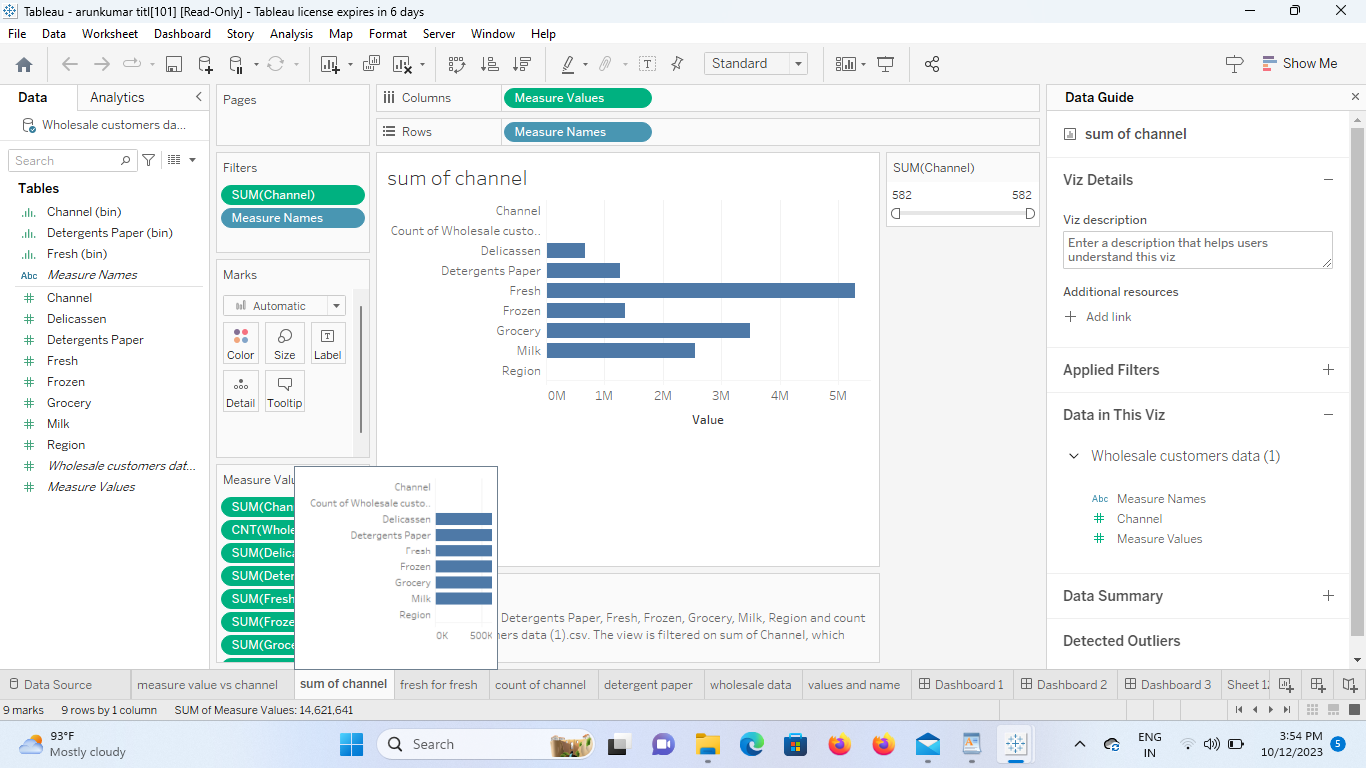 Tableau - arunkumar titl[101] [Read-Only] - Tableau license expires in 6 days
File Data Worksheet Dashboard Story Analysis Map Format Server Window Help
Standard
Show Me
Data Analytics
Wholesale customers da...
Search
Tables
Channel (bin)
Detergents Paper (bin)
Fresh (bin)
Abc Measure Names
Channel
Delicassen
Detergents Paper
Fresh
Frozen
Grocery
Milk
Region
Wholesale customers dat...
Measure Values
Pages
Filters
SUM(Channel)
Measure Names
Marks
Automatic
Color Size Label
Detail Tooltip
Measure Valu
SUM(Chan
CNT(Whole
SUM(Delica
SUM(Deter
SUM(Fresh
SUM(Froze
SUM(Groce
Columns Measure Values
Rows Measure Names
sum of channel
Channel
Count of Wholesale custo..
Delicassen
Detergents Paper
Fresh
Frozen
Grocery
Milk
Region
0M 1M 2M 3M 4M 5M
Value
Channel
Count of Wholesale custo..
Delicassen
Detergents Paper
Fresh
Frozen
Grocery
Milk
Region
0K 500K
Detergents Paper, Fresh, Frozen, Grocery, Milk, Region and count
ers data (1).csv. The view is filtered on sum of Channel, which
SUM(Channel)
582 582
Data Guide
sum of channel
Viz Details
Viz description
Enter a description that helps users
understand this viz
Additional resources
Add link
Applied Filters
Data in This Viz
Wholesale customers data (1)
Abc Measure Names
Channel
Measure Values
Data Summary
Detected Outliers
Data Source measure value vs channel sum of channel fresh for fresh count of channel detergent paper wholesale data values and name Dashboard 1 Dashboard 2 Dashboard 3 Sheet 12
9 marks 9 rows by 1 column SUM of Measure Values: 14,621,641
93°F
Mostly cloudy
Search
ENG
IN
3:54 PM
10/12/2023
5